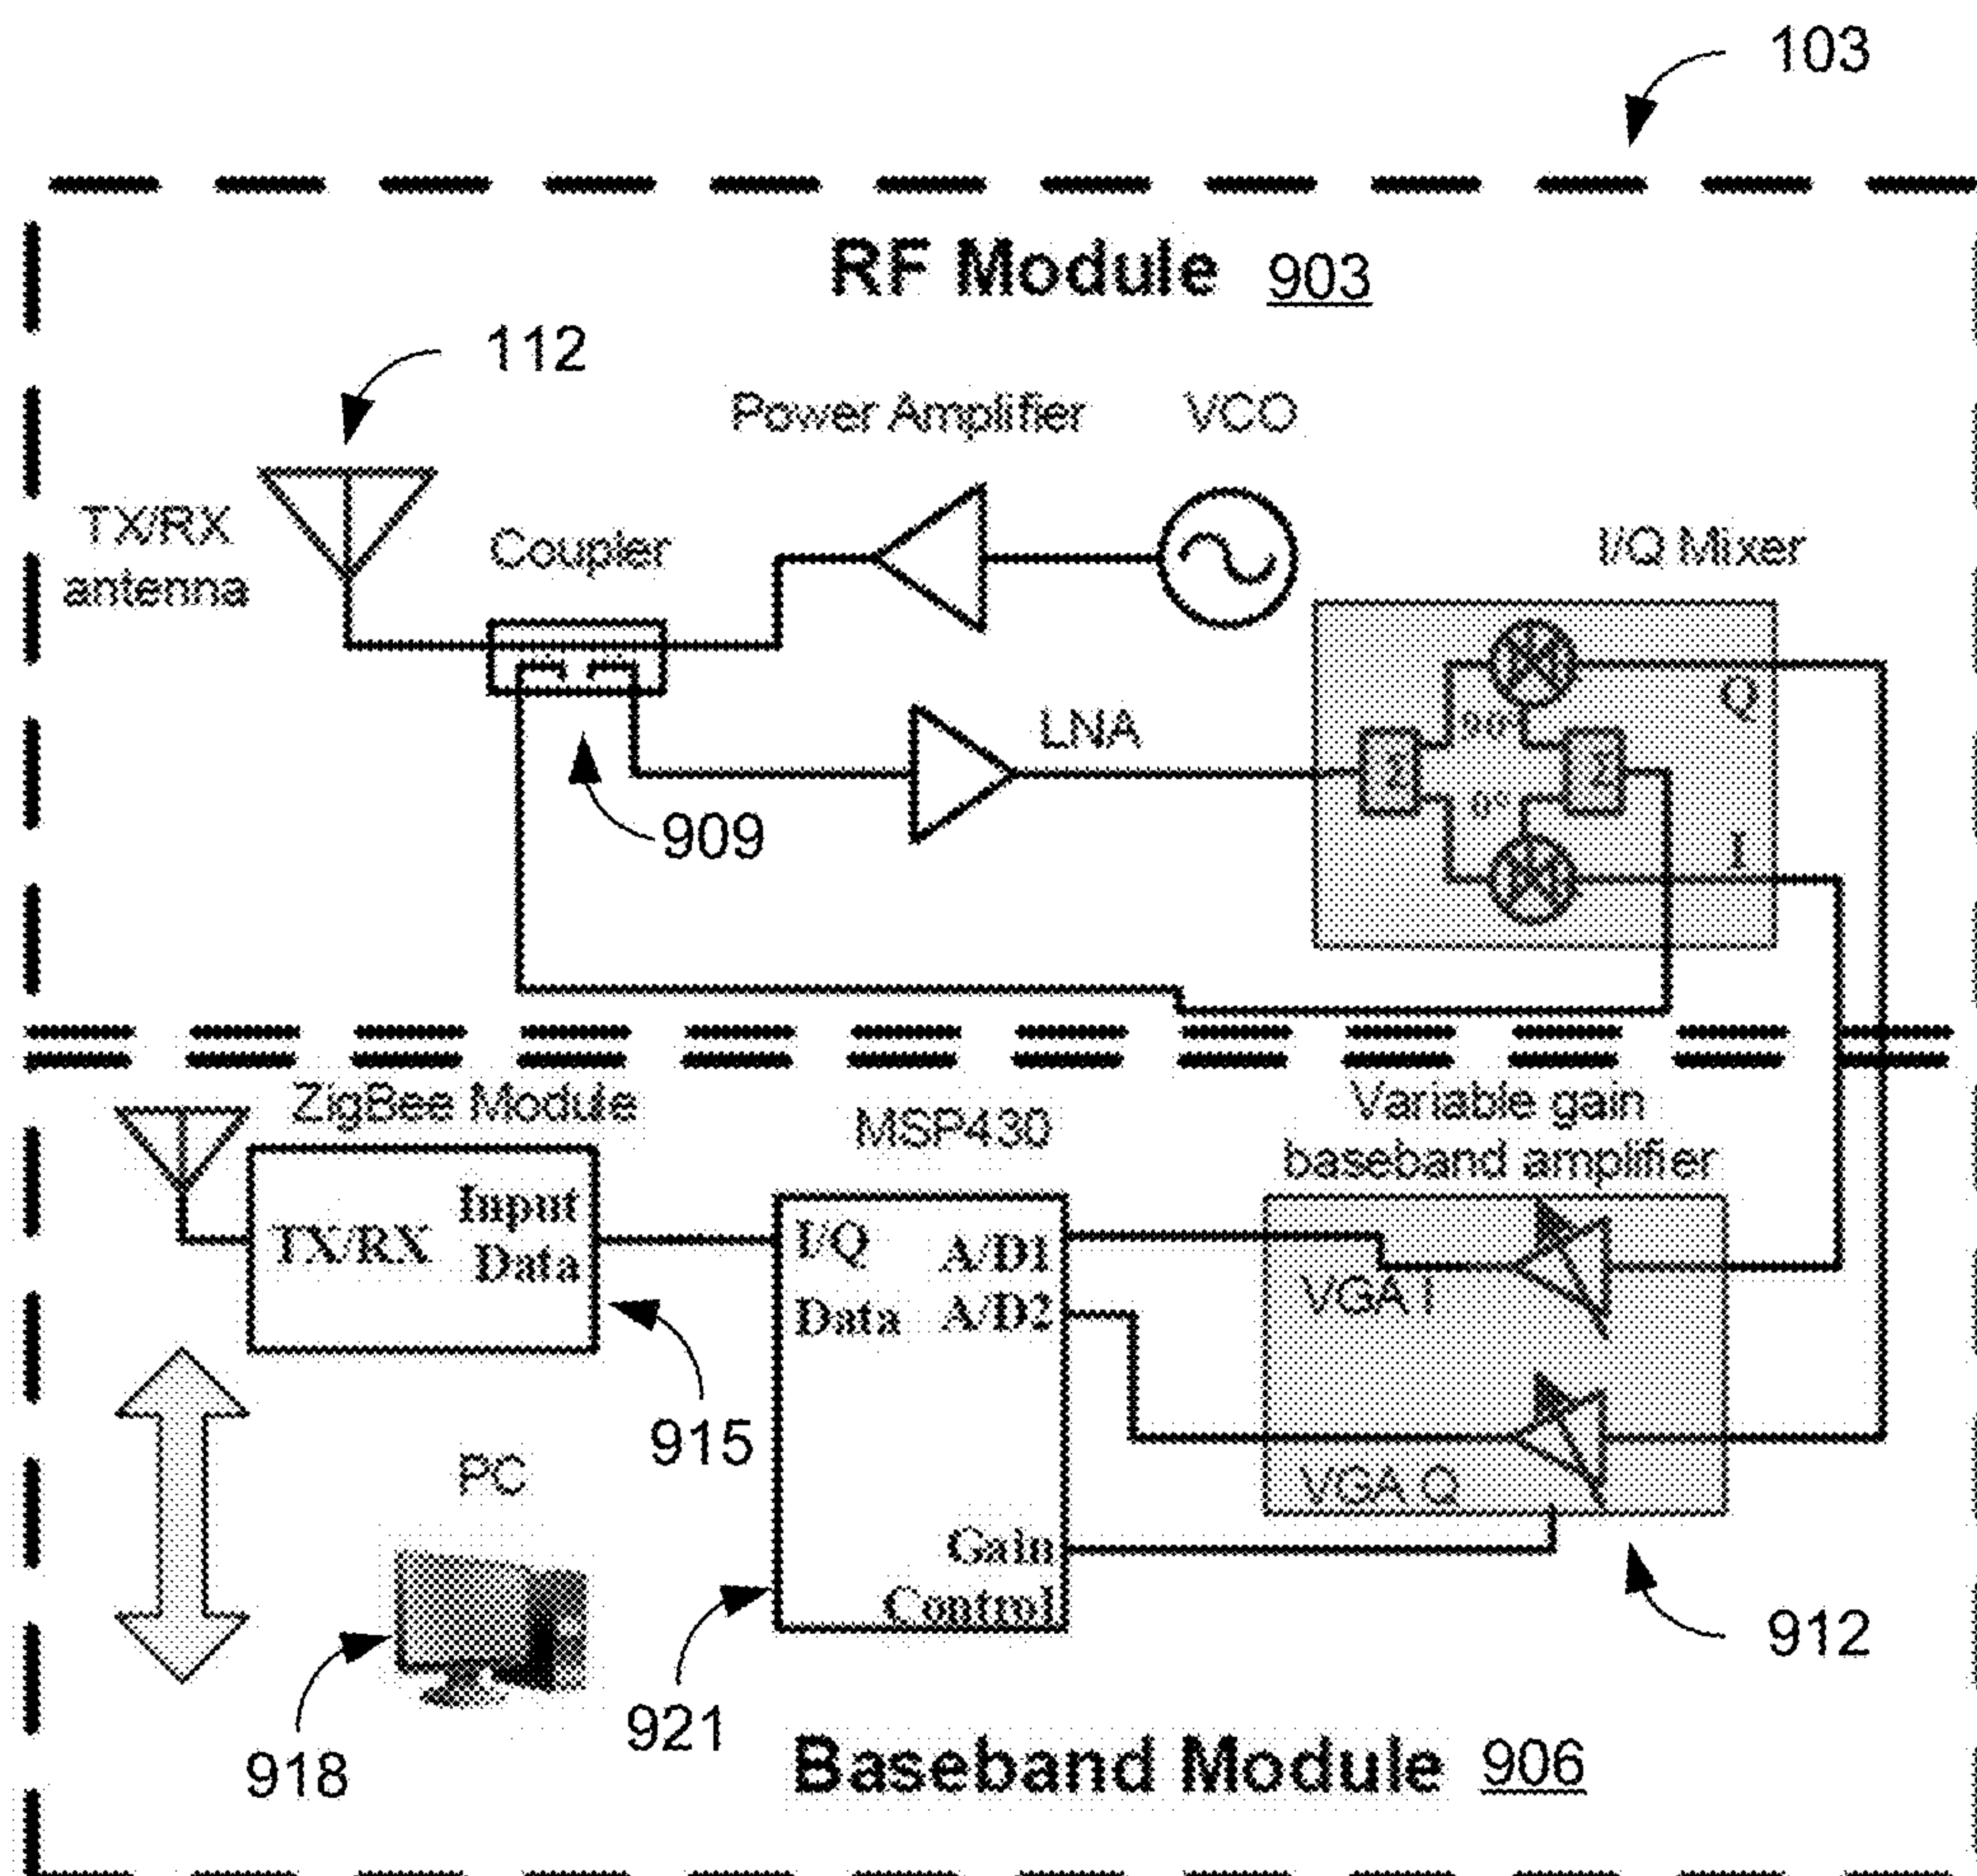 103
RF Module 903
112
Power Amplifier
VCO
TX/RX
antenna
Coupler
I/Q Mixer
Q
90°
LNA
0°
I
909
ZigBee Module
MSP430
Variable gain
baseband amplifier
TX/RX
Input
Data
I/Q
Data
A/D1
A/D2
VGA I
VGA Q
915
PC
Gain
Control
912
921
918
Baseband Module 906